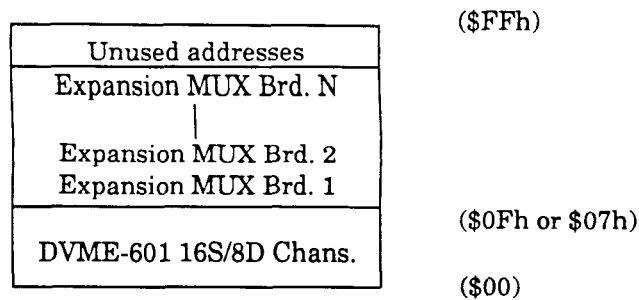 ($FFh)
Unused addresses
Expansion MUX Brd. N
Expansion MUX Brd. 2
Expansion MUX Brd. 1
($0Fh or $07h)
DVME-601 16S/8D Chans.
($00)